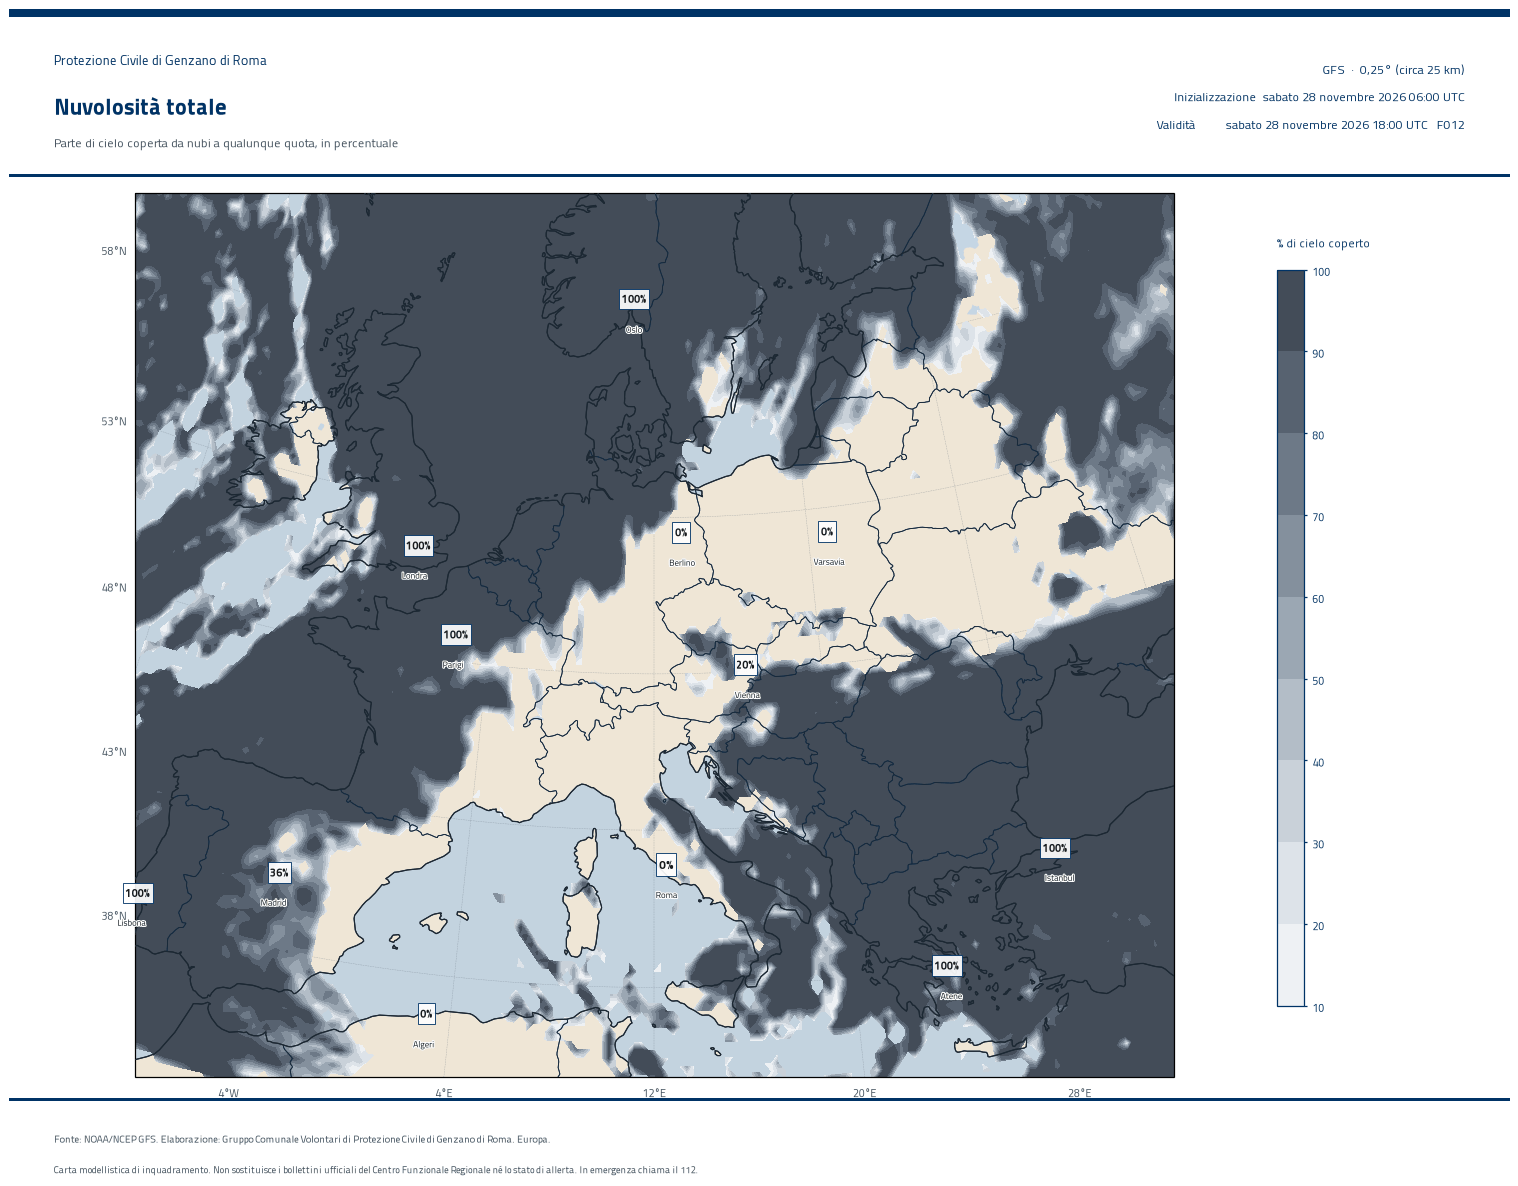 Protezione Civile di Genzano di Roma
Nuvolosità totale
Parte di cielo coperta da nubi a qualunque quota, in percentuale
GFS · 0,25° (circa 25 km)
Inizializzazione sabato 28 novembre 2026 06:00 UTC
Validità sabato 28 novembre 2026 18:00 UTC F012
58°N
53°N
48°N
43°N
38°N
4°W
4°E
12°E
20°E
28°E
100%
Oslo
100%
Londra
0%
Berlino
0%
Varsavia
100%
Parigi
20%
Vienna
100%
Istanbul
36%
Madrid
0%
Roma
100%
Lisbona
100%
Atene
0%
Algeri
% di cielo coperto
100
90
80
70
60
50
40
30
20
10
Fonte: NOAA/NCEP GFS. Elaborazione: Gruppo Comunale Volontari di Protezione Civile di Genzano di Roma. Europa.
Carta modellistica di inquadramento. Non sostituisce i bollettini ufficiali del Centro Funzionale Regionale né lo stato di allerta. In emergenza chiama il 112.